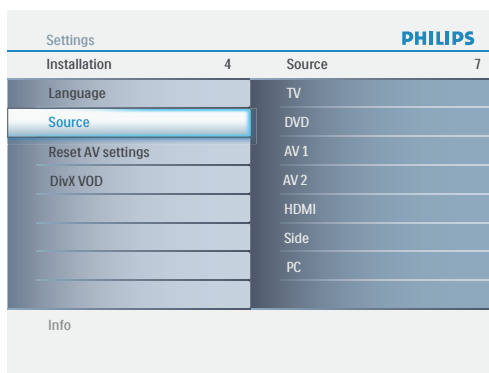 Settings PHILIPS
Installation 4 Source 7
Language TV
Source DVD
Reset AV settings AV 1
DivX VOD AV 2
HDMI
Side
PC
Info